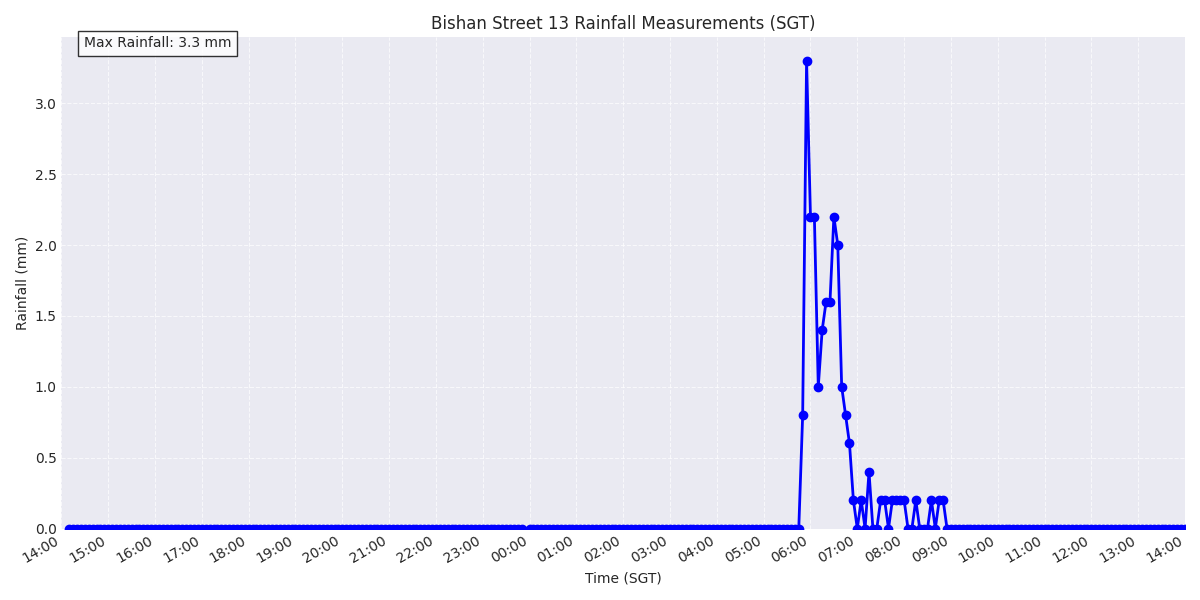 Bishan Street 13 Rainfall Measurements (SGT)
Max Rainfall: 3.3 mm
Rainfall (mm)
3.0
2.5
2.0
1.5
1.0
0.5
0.0
14:00 15:00 16:00 17:00 18:00 19:00 20:00 21:00 22:00 23:00 00:00 01:00 02:00 03:00 04:00 05:00 06:00 07:00 08:00 09:00 10:00 11:00 12:00 13:00 14:00
Time (SGT)